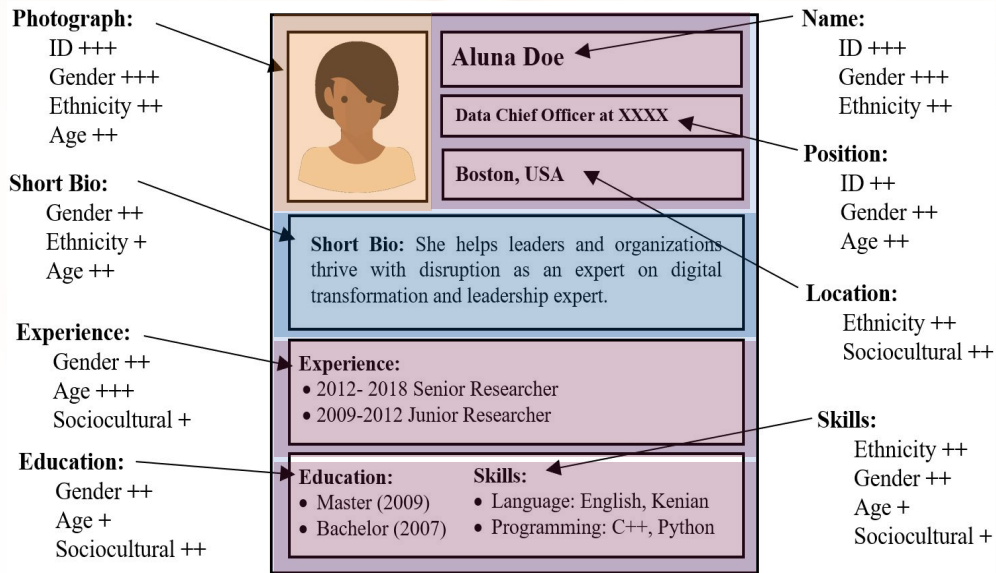 Photograph:
ID +++
Gender +++
Ethnicity ++
Age ++
Short Bio:
Gender ++
Ethnicity +
Age ++
Experience:
Gender ++
Age +++
Sociocultural +
Education:
Gender ++
Age +
Sociocultural ++
Aluna Doe
Data Chief Officer at XXXX
Boston, USA
Short Bio: She helps leaders and organizations
thrive with disruption as an expert on digital
transformation and leadership expert.
Experience:
• 2012- 2018 Senior Researcher
• 2009-2012 Junior Researcher
Education:
• Master (2009)
• Bachelor (2007)
Skills:
• Language: English, Kenian
• Programming: C++, Python
Name:
ID +++
Gender +++
Ethnicity ++
Position:
ID ++
Gender ++
Age ++
Location:
Ethnicity ++
Sociocultural ++
Skills:
Ethnicity ++
Gender ++
Age +
Sociocultural +